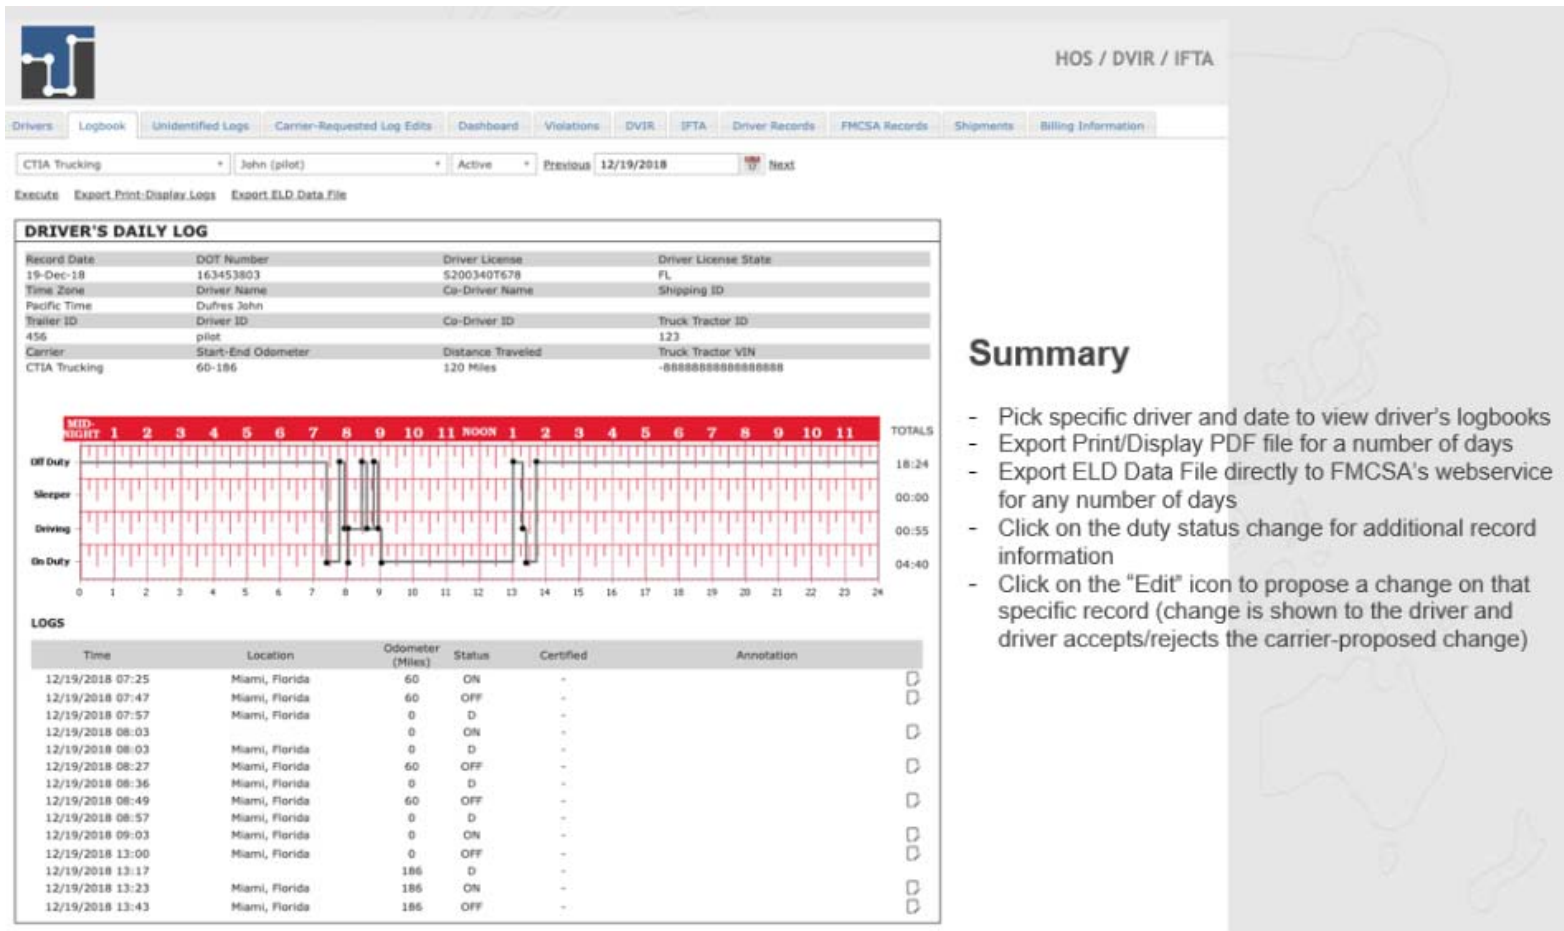 HOS / DVIR / IFTA
Drivers Logbook Unidentified Logs Carrier-Requested Log Edits Dashboard Violations DVIR IFTA Driver Records FMCSA Records Shipments Billing Information
CTIA Trucking John (pilot) Active Previous 12/19/2018 Next
Execute Export Print-Display Logs Export ELD Data File
DRIVER'S DAILY LOG
Record Date DOT Number Driver License Driver License State
19-Dec-18 163453803 S200340T678 FL
Time Zone Driver Name Co-Driver Name Shipping ID
Pacific Time Dufres John
Trailer ID Driver ID Co-Driver ID Truck Tractor ID
456 pilot 123
Carrier Start-End Odometer Distance Traveled Truck Tractor VIN
CTIA Trucking 60-186 120 Miles
MID-
NIGHT 1 2 3 4 5 6 7 8 9 10 11 NOON 1 2 3 4 5 6 7 8 9 10 11 TOTALS
Off Duty 18:24
Sleeper 00:00
Driving 00:55
On Duty 04:40
0 1 2 3 4 5 6 7 8 9 10 11 12 13 14 15 16 17 18 19 20 21 22 23 24
LOGS
Time Location Odometer (Miles) Status Certified Annotation
12/19/2018 07:25 Miami, Florida 60 ON -
12/19/2018 07:47 Miami, Florida 60 OFF -
12/19/2018 07:57 Miami, Florida 0 D -
12/19/2018 08:03 0 ON -
12/19/2018 08:03 Miami, Florida 0 D -
12/19/2018 08:27 Miami, Florida 60 OFF -
12/19/2018 08:36 Miami, Florida 0 D -
12/19/2018 08:49 Miami, Florida 60 OFF -
12/19/2018 08:57 Miami, Florida 0 D -
12/19/2018 09:03 Miami, Florida 0 ON -
12/19/2018 13:00 Miami, Florida 0 OFF -
12/19/2018 13:17 186 D -
12/19/2018 13:23 Miami, Florida 186 ON -
12/19/2018 13:43 Miami, Florida 186 OFF -
Summary
- Pick specific driver and date to view driver's logbooks
- Export Print/Display PDF file for a number of days
- Export ELD Data File directly to FMCSA's webservice
for any number of days
- Click on the duty status change for additional record
information
- Click on the "Edit" icon to propose a change on that
specific record (change is shown to the driver and
driver accepts/rejects the carrier-proposed change)